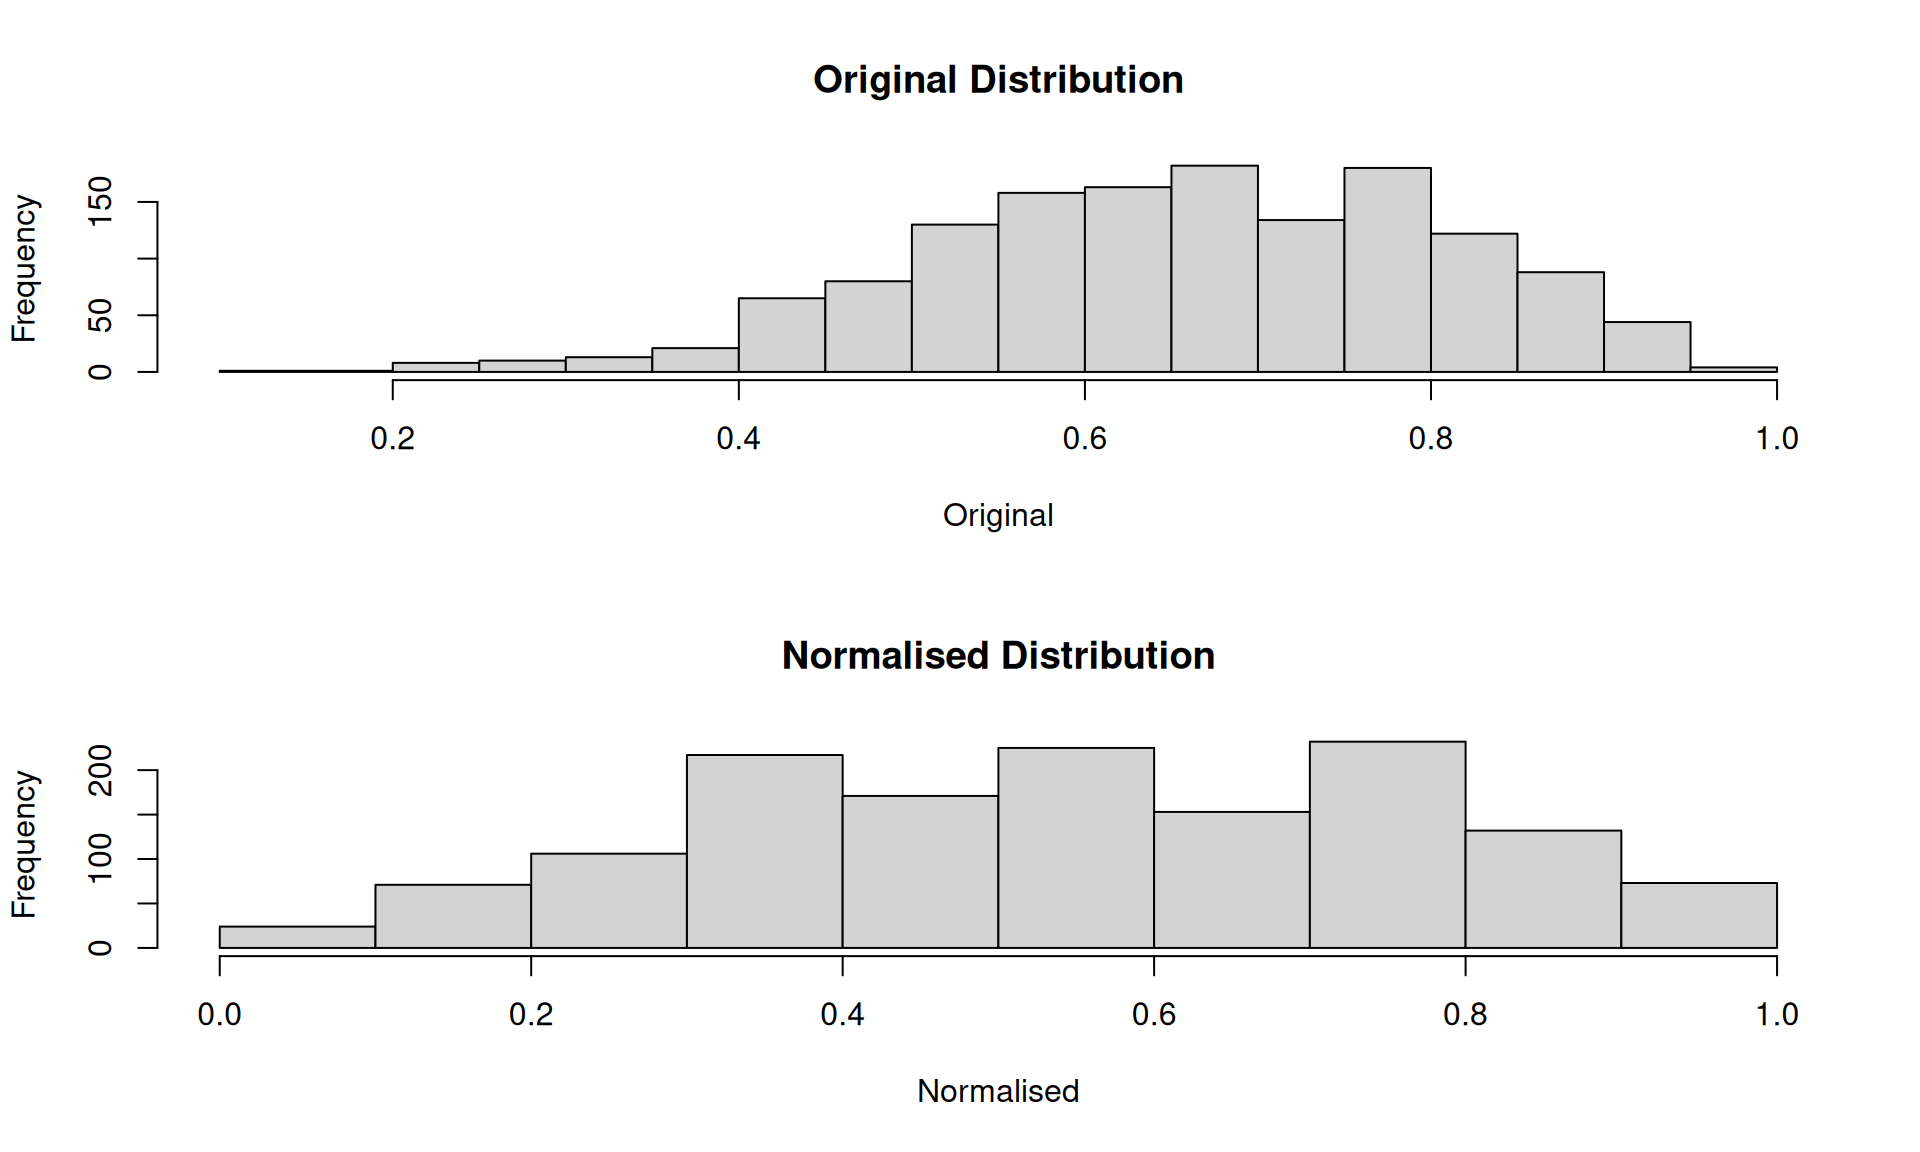 Original Distribution
Frequency
0 50 150
0.2 0.4 0.6 0.8 1.0
Original
Normalised Distribution
Frequency
0 100 200
0.0 0.2 0.4 0.6 0.8 1.0
Normalised